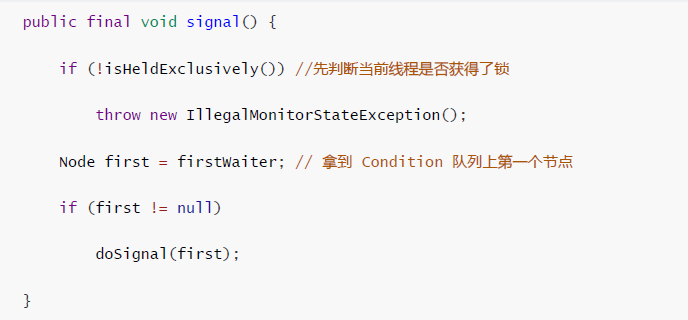 public final void signal() {
if (!isHeldExclusively()) //先判断当前线程是否获得了锁
throw new IllegalMonitorStateException();
Node first = firstWaiter; // 拿到 Condition 队列上第一个节点
if (first != null)
doSignal(first);
}